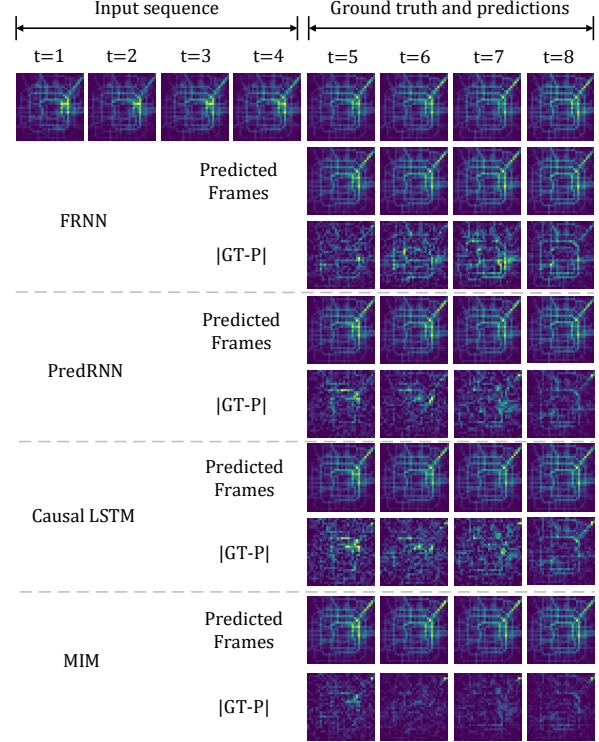 Input sequence
Ground truth and predictions
t=1 t=2 t=3 t=4 t=5 t=6 t=7 t=8
Predicted
Frames
FRNN
|GT-P|
Predicted
Frames
PredRNN
|GT-P|
Predicted
Frames
Causal LSTM
|GT-P|
Predicted
Frames
MIM
|GT-P|